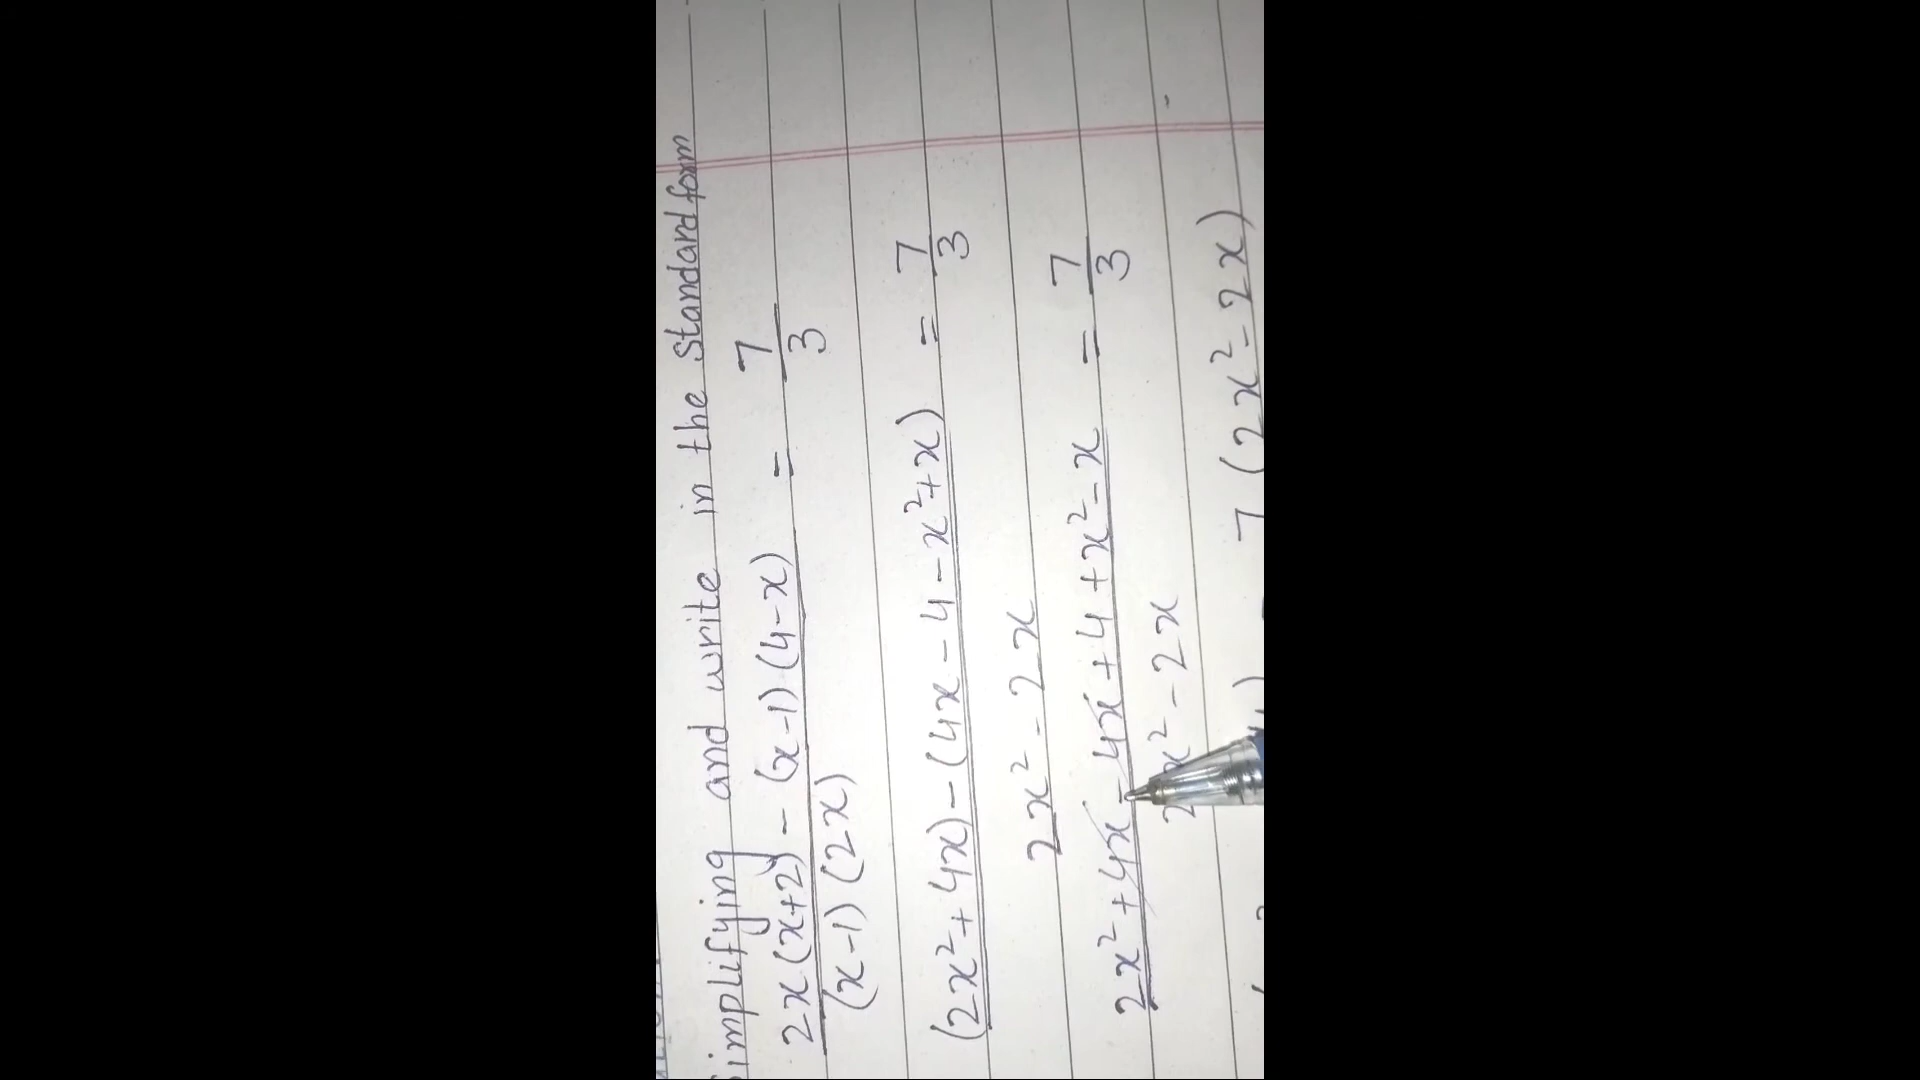 implifying and write in the standard form
2x(x+2) - (x-1)(4-x) = 7
(x-1)(2x) 3
(2x²+4x) - (4x-4-x²+x) = 7
2x²-2x 3
2x²+4x-4x+4+x²-x = 7
2x²-2x 3
7(2x²-2x)